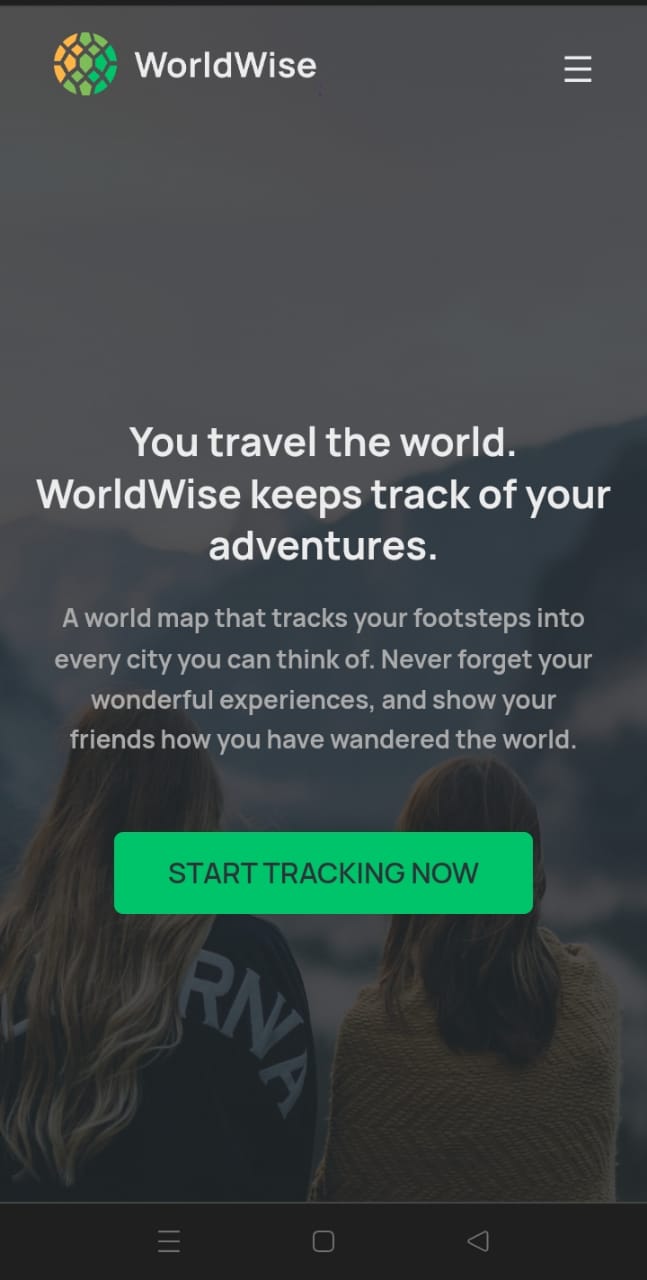 WorldWise
You travel the world.
WorldWise keeps track of your
adventures.
A world map that tracks your footsteps into
every city you can think of. Never forget your
wonderful experiences, and show your
friends how you have wandered the world.
START TRACKING NOW
RNIA